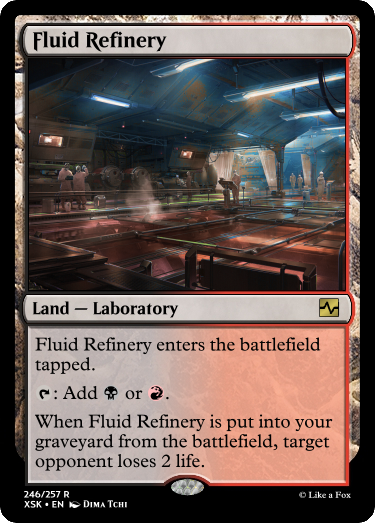 Fluid Refinery
Land — Laboratory
Fluid Refinery enters the battlefield
tapped.
: Add or .
When Fluid Refinery is put into your
graveyard from the battlefield, target
opponent loses 2 life.
246/257 R
XSK • EN DIMA TCHI
© Like a Fox